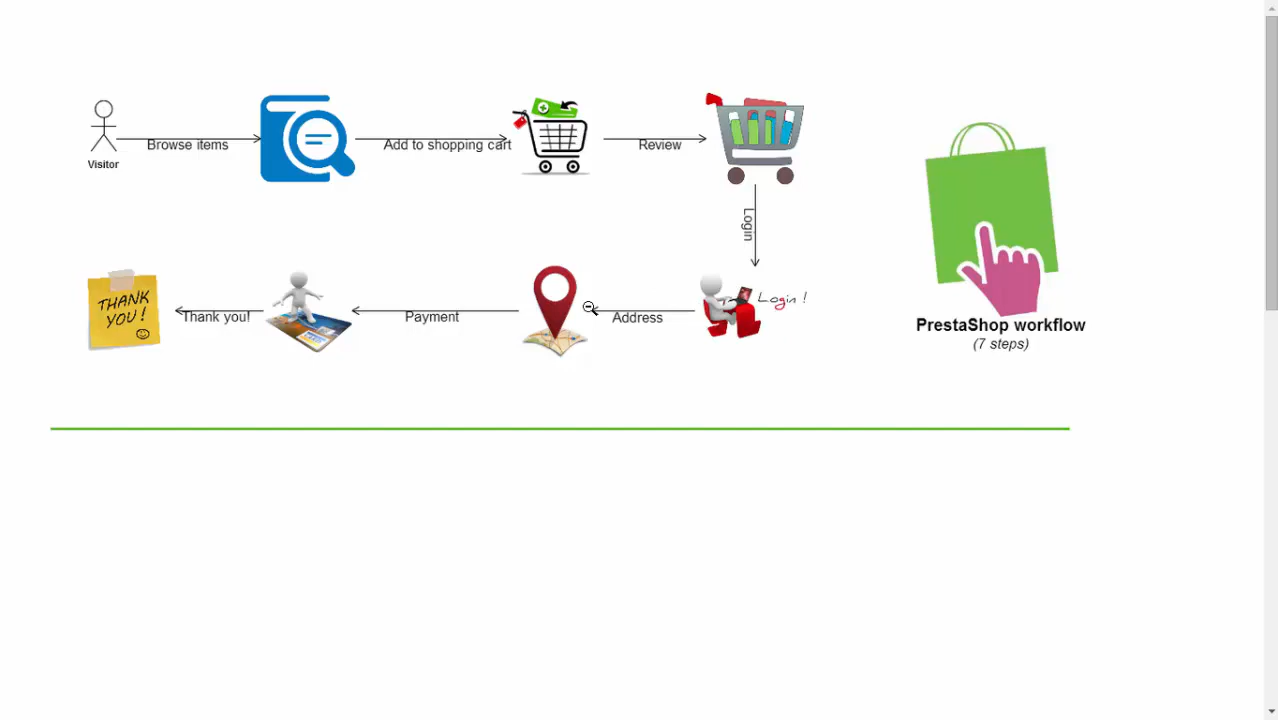 Browse items
Add to shopping cart
Review
Visitor
Login
THANK
YOU!
Thank you!
Payment
Address
Login !
PrestaShop workflow
(7 steps)